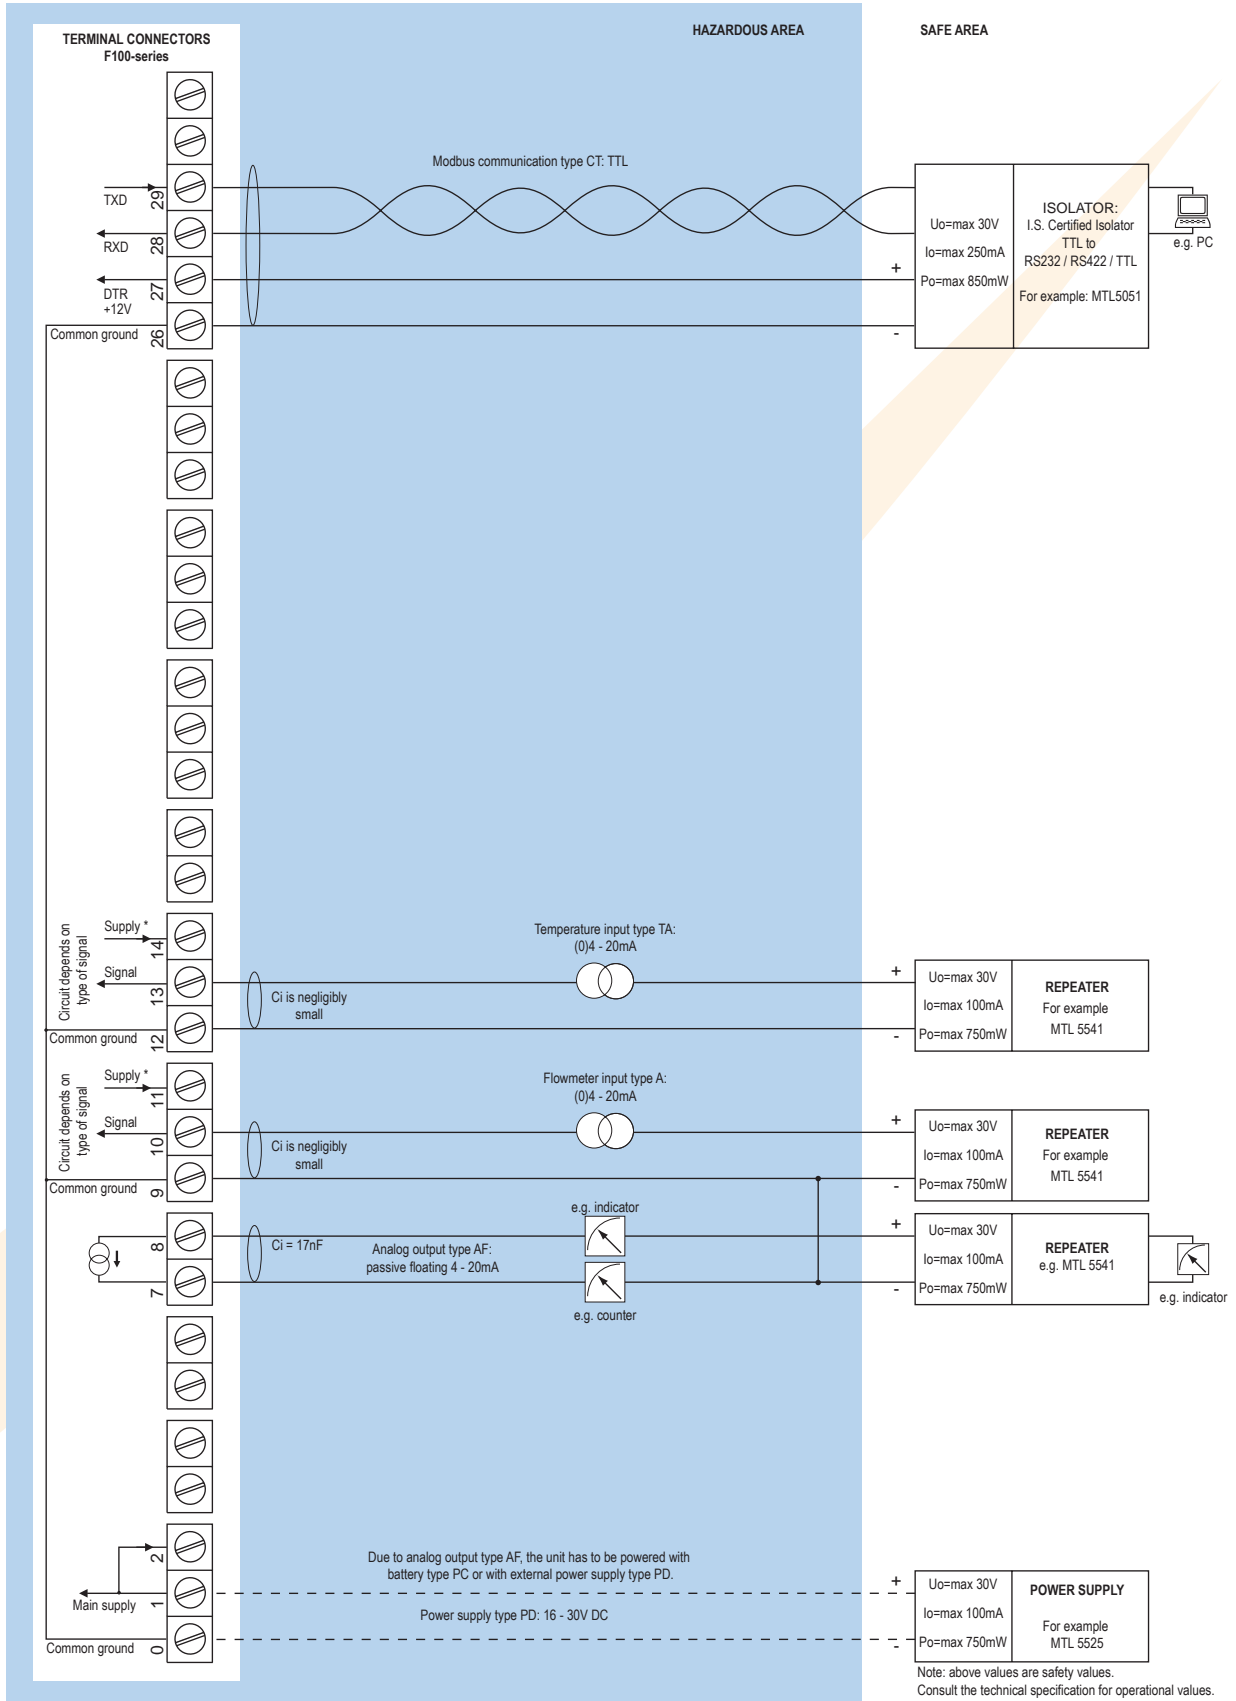 HAZARDOUS AREA
SAFE AREA
TERMINAL CONNECTORS
F100-series
Modbus communication type CT: TTL
TXD
29
RXD
28
DTR
+12V
27
Common ground
26
+
-
Uo=max 30V
Io=max 250mA
Po=max 850mW
ISOLATOR:
I.S. Certified Isolator
TTL to
RS232 / RS422 / TTL
For example: MTL5051
e.g. PC
Circuit depends on
type of signal
Supply *
14
Signal
13
Common ground
12
Ci is negligibly
small
Temperature input type TA:
(0)4 - 20mA
+
-
Uo=max 30V
Io=max 100mA
Po=max 750mW
REPEATER
For example
MTL 5541
Circuit depends on
type of signal
Supply *
11
Signal
10
Common ground
9
Ci is negligibly
small
Flowmeter input type A:
(0)4 - 20mA
+
-
Uo=max 30V
Io=max 100mA
Po=max 750mW
REPEATER
For example
MTL 5541
8
7
Ci = 17nF
Analog output type AF:
passive floating 4 - 20mA
e.g. indicator
e.g. counter
+
-
Uo=max 30V
Io=max 100mA
Po=max 750mW
REPEATER
e.g. MTL 5541
e.g. indicator
2
Main supply
1
Common ground
0
Due to analog output type AF, the unit has to be powered with
battery type PC or with external power supply type PD.
Power supply type PD: 16 - 30V DC
+
-
Uo=max 30V
Io=max 100mA
Po=max 750mW
POWER SUPPLY
For example
MTL 5525
Note: above values are safety values.
Consult the technical specification for operational values.